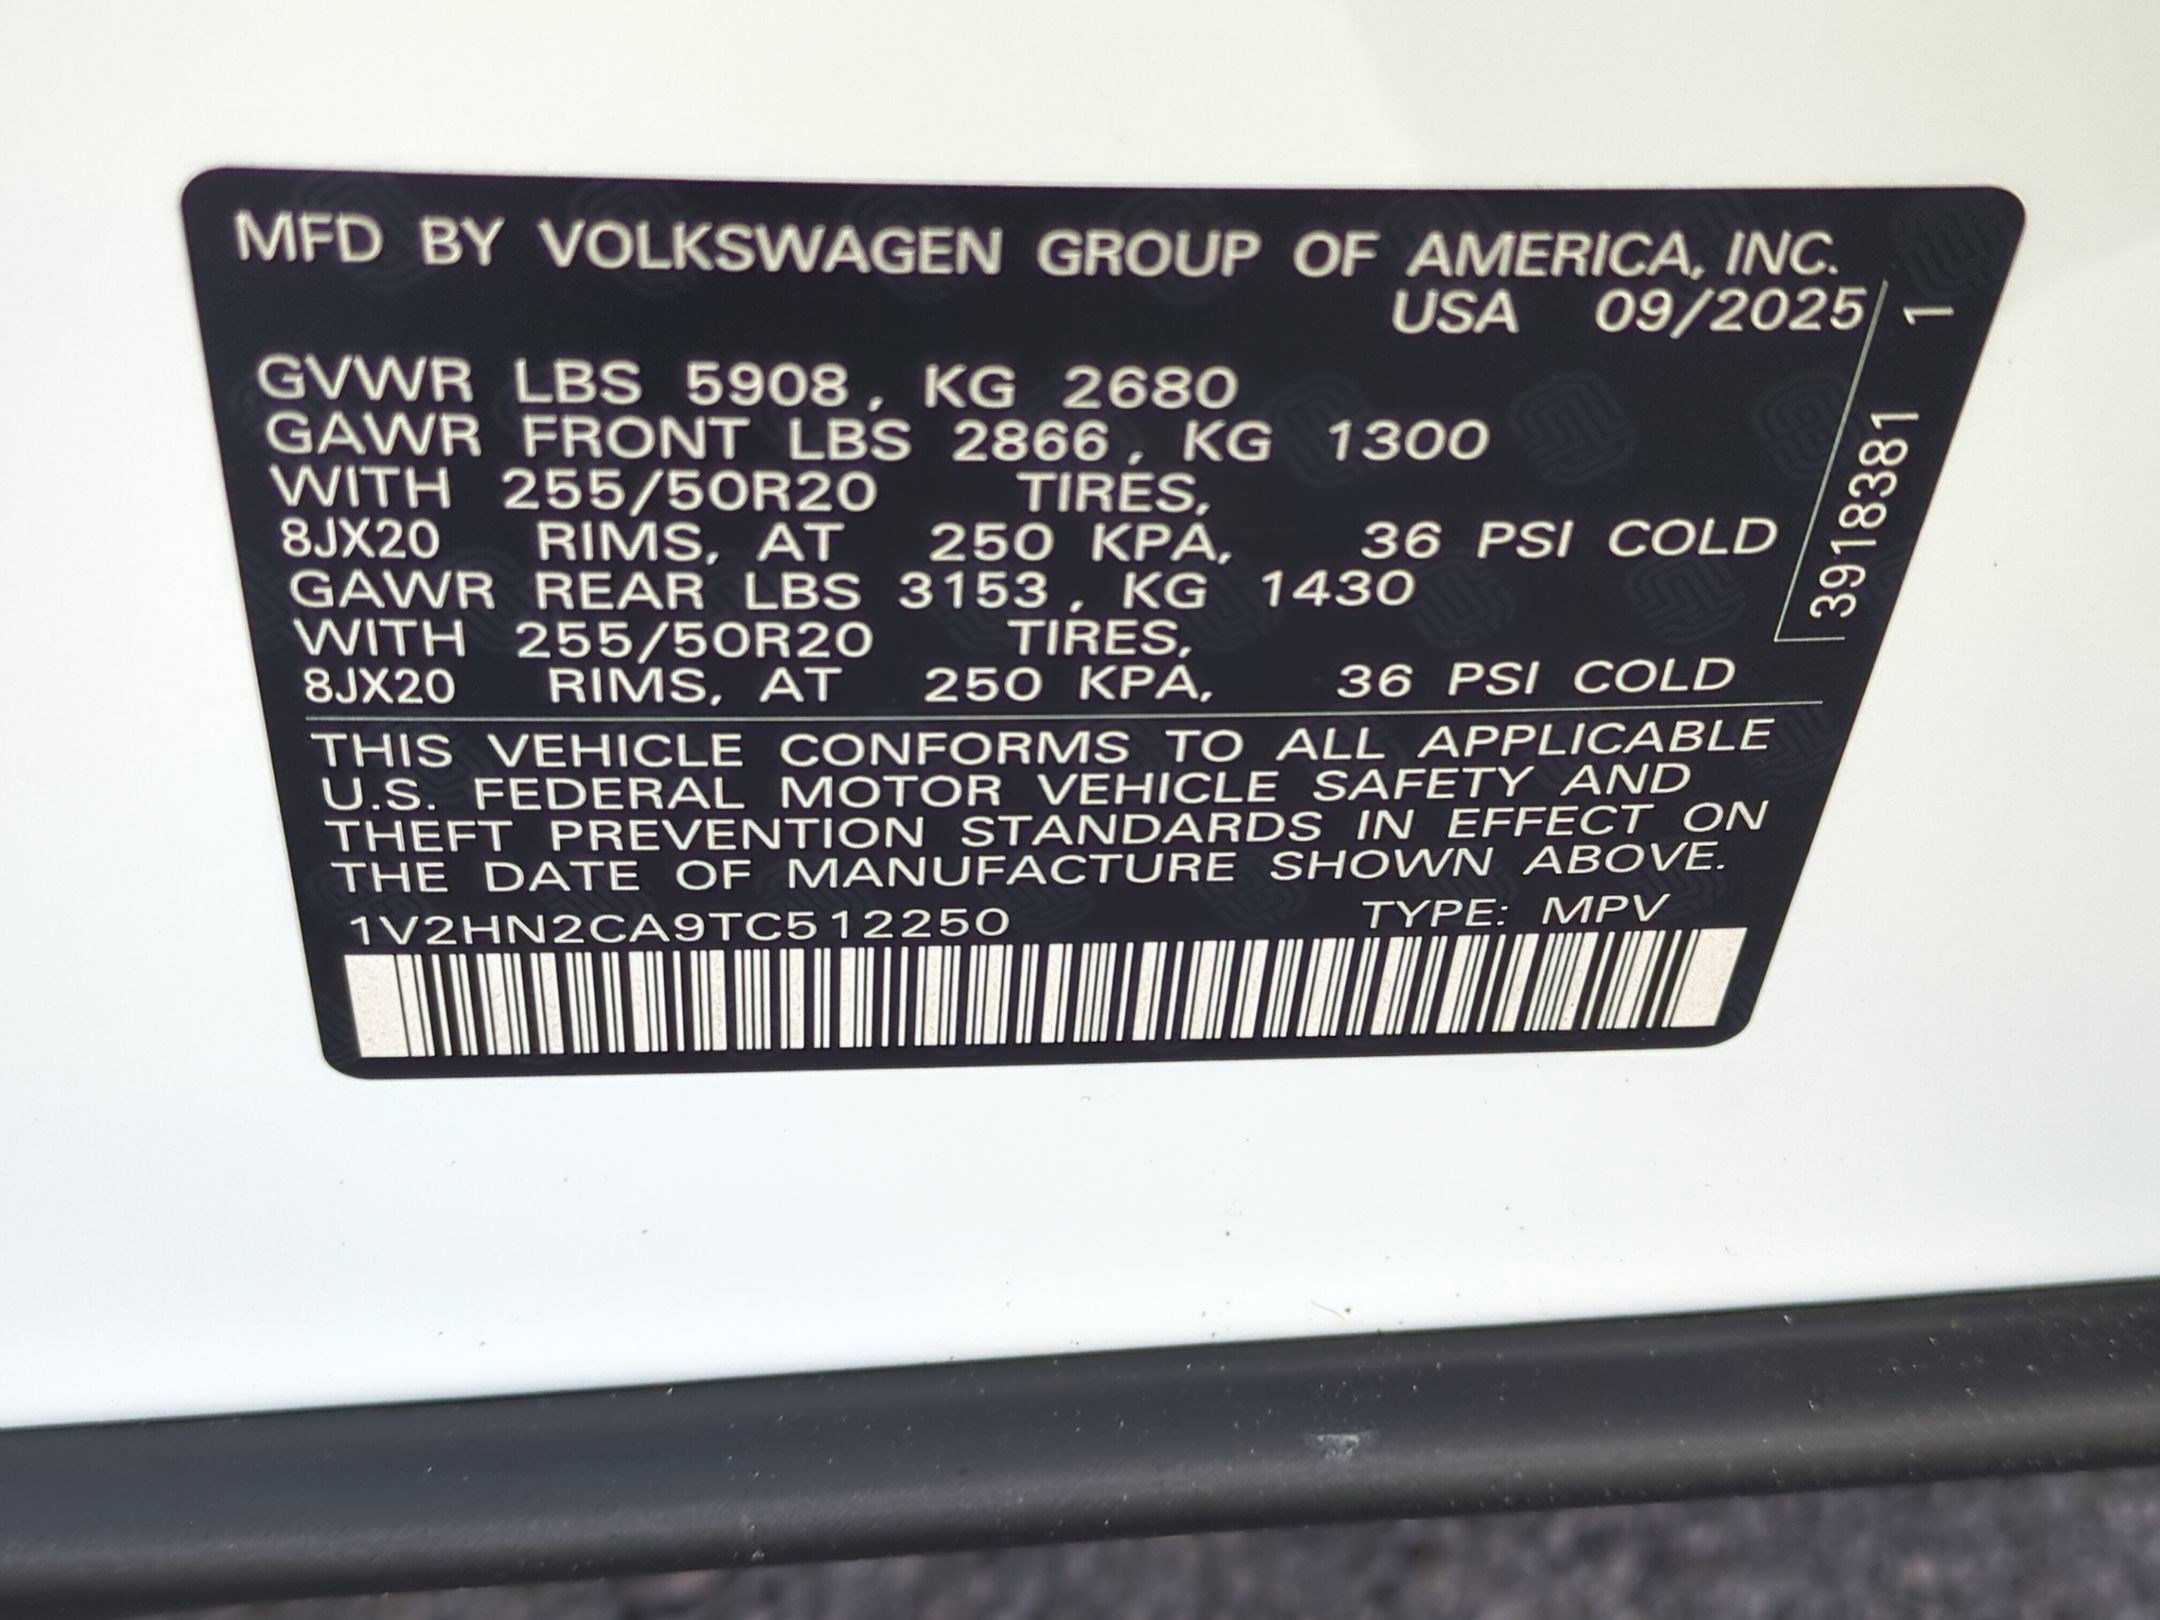 MFD BY VOLKSWAGEN GROUP OF AMERICA, INC.
USA 09/2025
GVWR LBS 5908, KG 2680
GAWR FRONT LBS 2866, KG 1300
WITH 255/50R20 TIRES,
8JX20 RIMS, AT 250 KPA, 36 PSI COLD
GAWR REAR LBS 3153, KG 1430
WITH 255/50R20 TIRES,
8JX20 RIMS, AT 250 KPA, 36 PSI COLD
THIS VEHICLE CONFORMS TO ALL APPLICABLE
U.S. FEDERAL MOTOR VEHICLE SAFETY AND
THEFT PREVENTION STANDARDS IN EFFECT ON
THE DATE OF MANUFACTURE SHOWN ABOVE.
1V2HN2CA9TC512250 TYPE: MPV
3918381 1